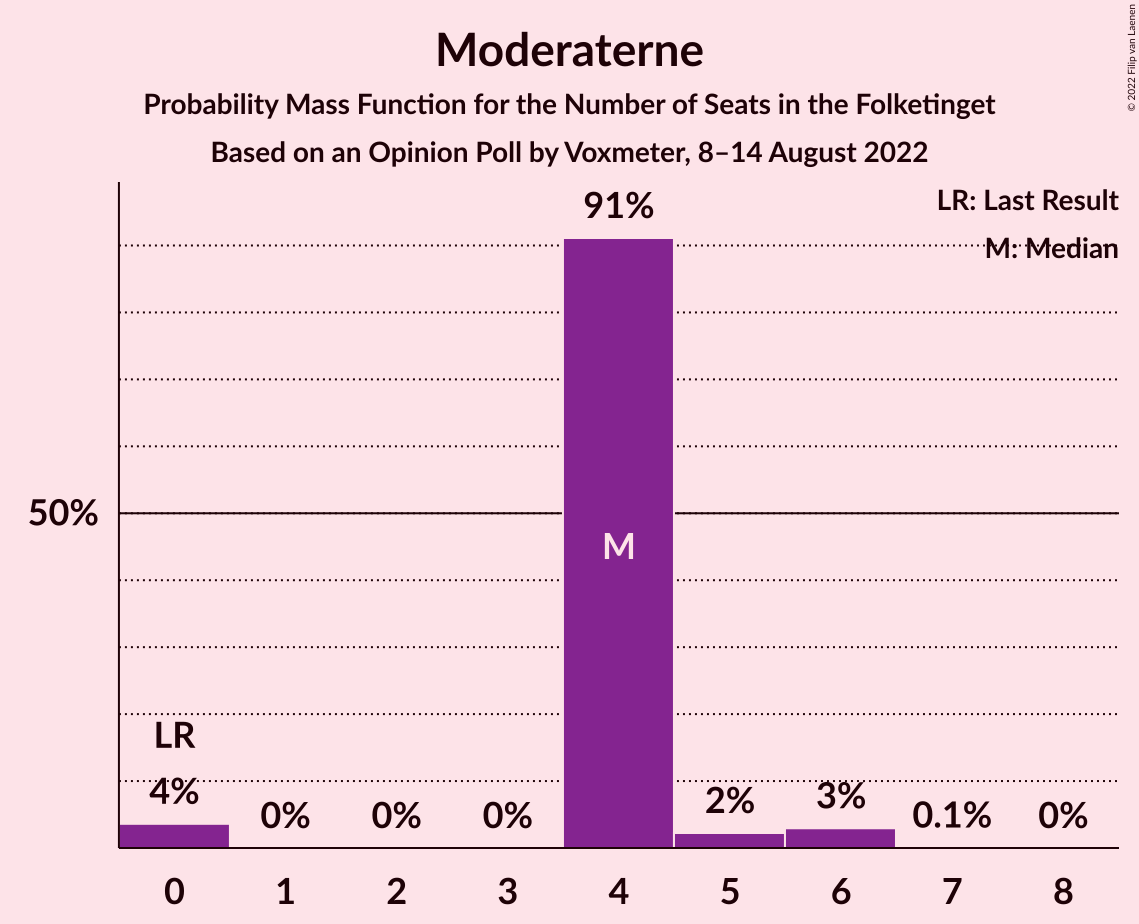 Moderaterne
Probability Mass Function for the Number of Seats in the Folketinget
Based on an Opinion Poll by Voxmeter, 8–14 August 2022
© 2022 Filip van Laenen
LR: Last Result
M: Median
91%
50%
M
LR
4%
0%
0%
0%
2%
3%
0.1%
0%
0 1 2 3 4 5 6 7 8